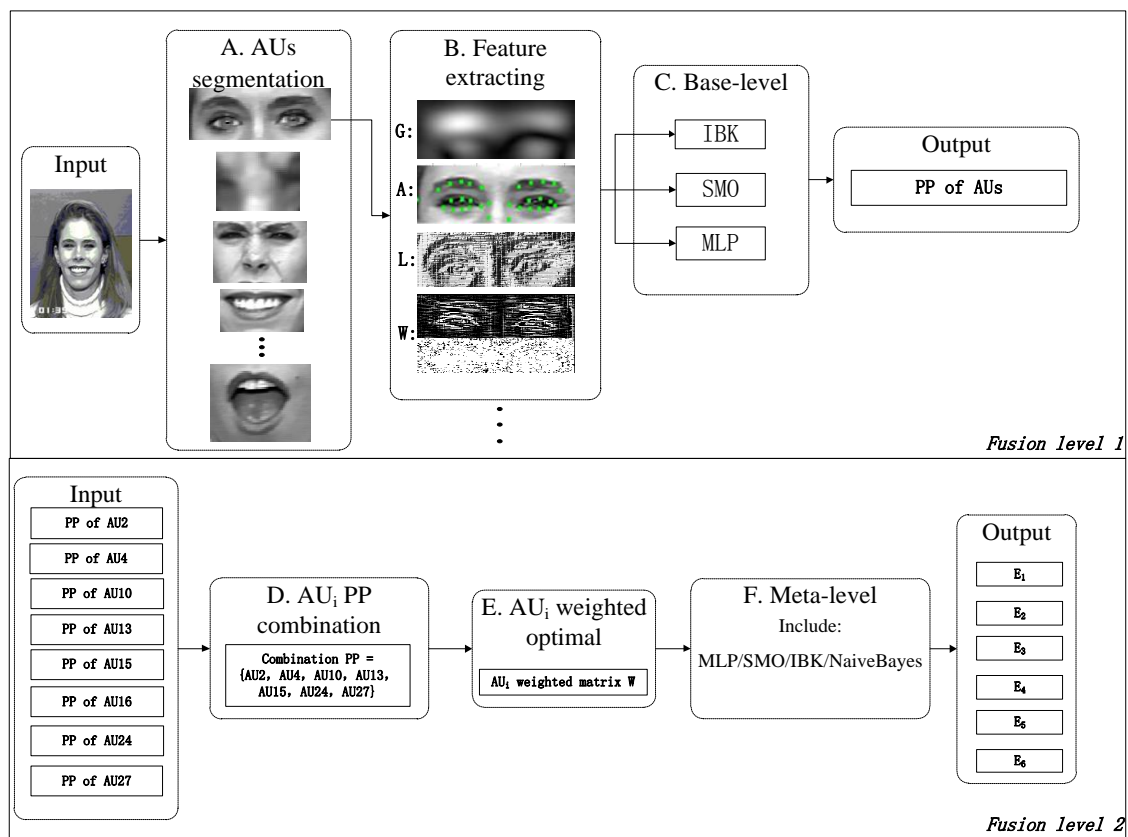 Input
01:35
A. AUs
segmentation
B. Feature
extracting
G:
A:
L:
W:
C. Base-level
IBK
SMO
MLP
Output
PP of AUs
Fusion level 1
Input
PP of AU2
PP of AU4
PP of AU10
PP of AU13
PP of AU15
PP of AU16
PP of AU24
PP of AU27
D. AUi PP
combination
Combination PP =
{AU2, AU4, AU10, AU13,
AU15, AU24, AU27}
E. AUi weighted
optimal
AUi weighted matrix W
F. Meta-level
Include:
MLP/SMO/IBK/NaiveBayes
Output
E1
E2
E3
E4
E5
E6
Fusion level 2